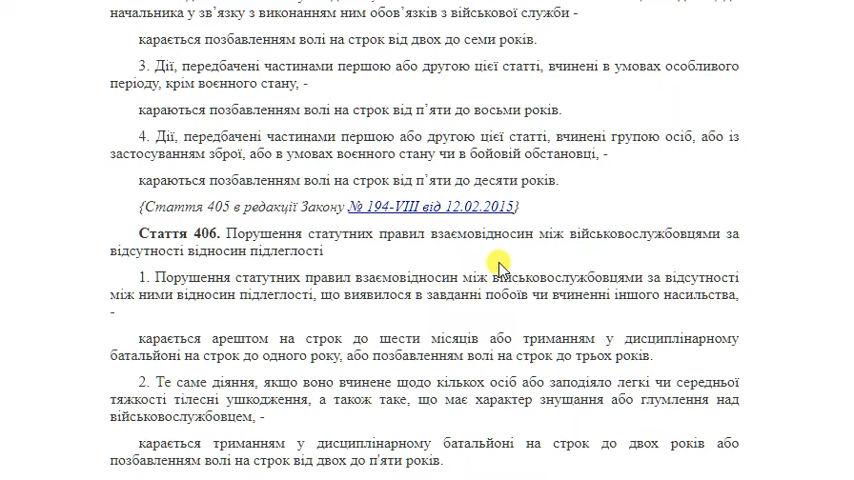 начальника у зв’язку з виконанням ним обов’язків з військової служби -
карається позбавленням волі на строк від двох до семи років.
3. Дії, передбачені частинами першою або другою цієї статті, вчинені в умовах особливого
періоду, крім воєнного стану, -
караються позбавленням волі на строк від п’яти до восьми років.
4. Дії, передбачені частинами першою або другою цієї статті, вчинені групою осіб, або із
застосуванням зброї, або в умовах воєнного стану чи в бойовій обстановці, -
караються позбавленням волі на строк від п’яти до десяти років.
{Стаття 405 в редакції Закону № 194-VIII від 12.02.2015}
Стаття 406. Порушення статутних правил взаємовідносин між військовослужбовцями за
відсутності відносин підлеглості
1. Порушення статутних правил взаємовідносин між військовослужбовцями за відсутності
між ними відносин підлеглості, що виявилося в завданні побоїв чи вчиненні іншого насильства,
-
карається арештом на строк до шести місяців або триманням у дисциплінарному
батальйоні на строк до одного року, або позбавленням волі на строк до трьох років.
2. Те саме діяння, якщо воно вчинене щодо кількох осіб або заподіяло легкі чи середньої
тяжкості тілесні ушкодження, а також таке, що має характер знущання або глумлення над
військовослужбовцем, -
карається триманням у дисциплінарному батальйоні на строк до двох років або
позбавленням волі на строк від двох до п'яти років.